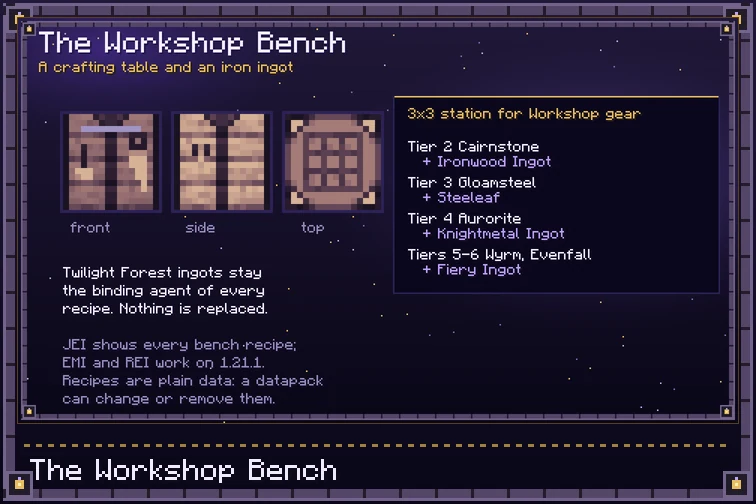 The Workshop Bench
A crafting table and an iron ingot
front
side
top
3x3 station for Workshop gear
Tier 2 Cairnstone
+ Ironwood Ingot
Tier 3 Gloamsteel
+ Steeleaf
Tier 4 Aurorite
+ Knightmetal Ingot
Tiers 5-6 Wyrm, Evenfall
+ Fiery Ingot
Twilight Forest ingots stay
the binding agent of every
recipe. Nothing is replaced.
JEI shows every bench recipe;
EMI and REI work on 1.21.1.
Recipes are plain data: a datapack
can change or remove them.
The Workshop Bench